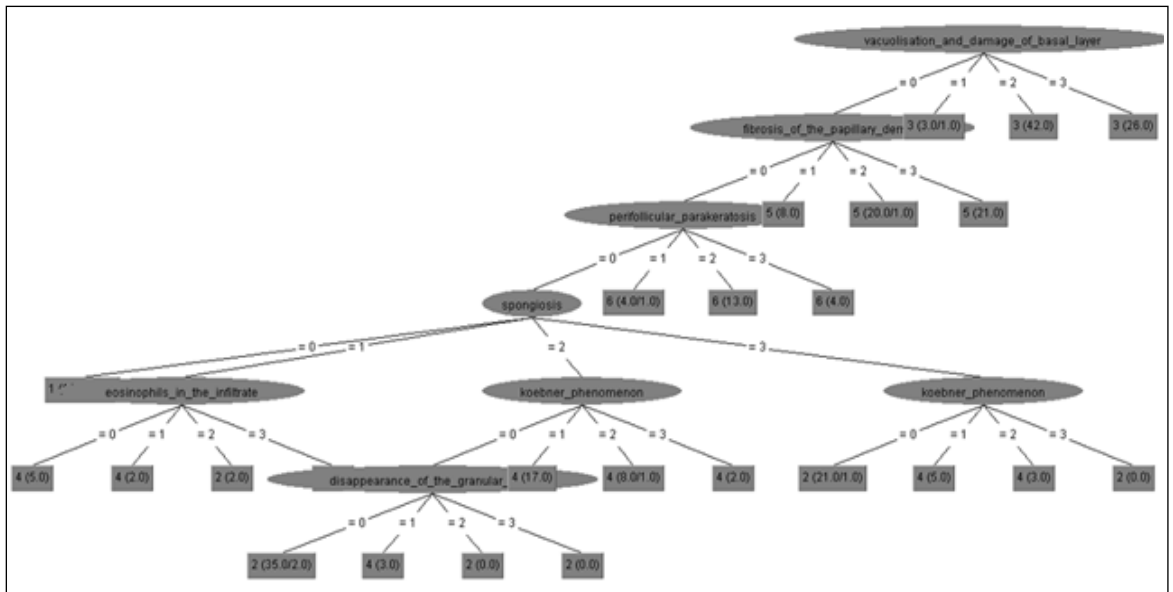 vacuolisation_and_damage_of_basal_layer
= 0 = 1 = 2 = 3
fibrosis_of_the_papillary_ 3 (3.0/1.0) 3 (42.0) 3 (26.0)
= 0 = 1 = 2 = 3
perifollicular_parakeratosis 5 (8.0) 5 (20.0/1.0) 5 (21.0)
= 0 = 1 = 2 = 3
spongiosis 6 (4.0/1.0) 6 (13.0) 6 (4.0)
= 0 = 1 = 2 = 3
1 eosinophils_in_the_infiltrate koebner_phenomenon koebner_phenomenon
= 0 = 1 = 2 = 3 = 0 = 1 = 2 = 3 = 0 = 1 = 2 = 3
4 (5.0) 4 (2.0) 2 (2.0) disappearance_of_the_granular_ 4 (17.0) 4 (8.0/1.0) 4 (2.0) 2 (21.0/1.0) 4 (5.0) 4 (3.0) 2 (0.0)
= 0 = 1 = 2 = 3
2 (35.0/2.0) 4 (3.0) 2 (0.0) 2 (0.0)